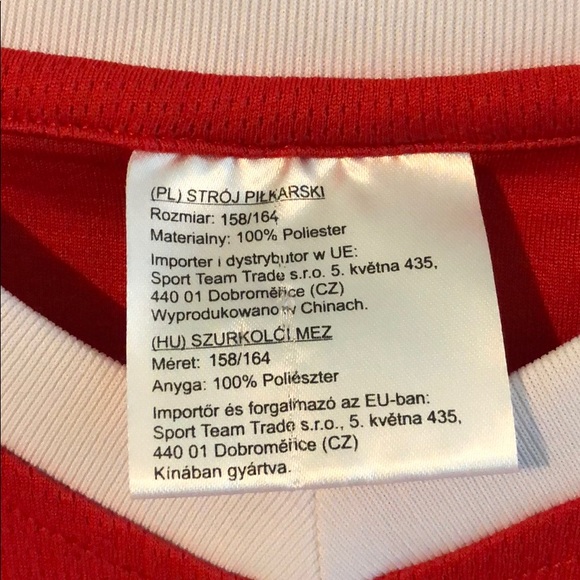 (PL) STRÓJ PIŁKARSKI
Rozmiar: 158/164
Materialny: 100% Poliester
Importer i dystrybutor w UE:
Sport Team Trade s.r.o. 5. května 435,
440 01 Dobroměřice (CZ)
Wyprodukowano w Chinach.
(HU) SZURKOLÓI MEZ
Méret: 158/164
Anyga: 100% Poliészter
Importőr és forgalmazó az EU-ban:
Sport Team Trade s.r.o., 5. května 435,
440 01 Dobroměřice (CZ)
Kínában gyártva.